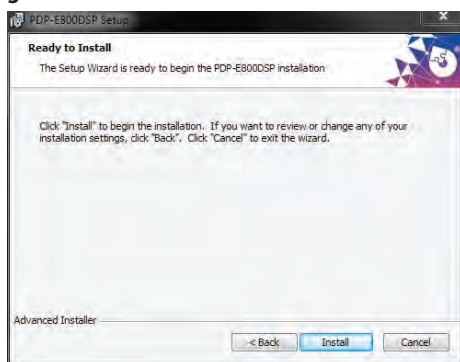 PDP-E800DSP Setup
Ready to Install
The Setup Wizard is ready to begin the PDP-E800DSP installation
Click "Install" to begin the installation. If you want to review or change any of your
installation settings, click "Back". Click "Cancel" to exit the wizard.
Advanced Installer
< Back
Install
Cancel